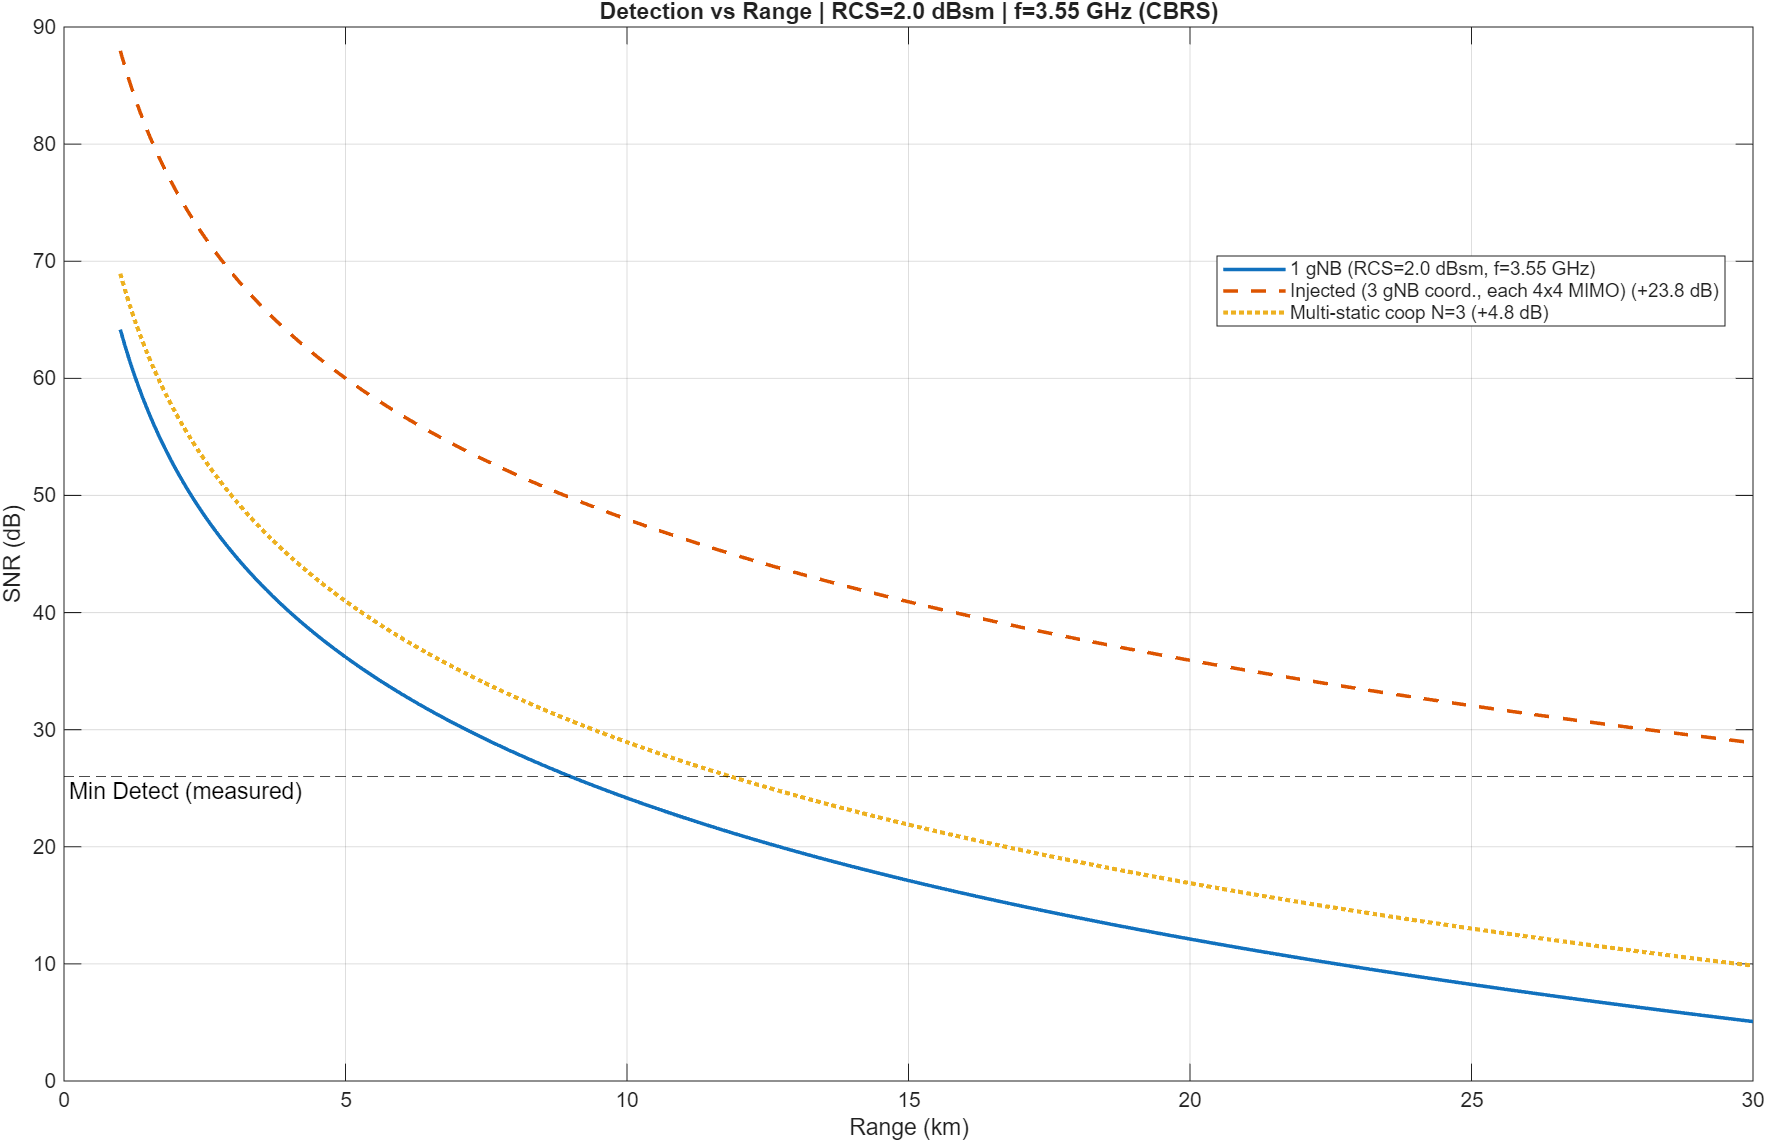 Detection vs Range | RCS=2.0 dBsm | f=3.55 GHz (CBRS)
90
80
70
60
50
40
30
20
10
0
SNR (dB)
1 gNB (RCS=2.0 dBsm, f=3.55 GHz)
Injected (3 gNB coord., each 4x4 MIMO) (+23.8 dB)
Multi-static coop N=3 (+4.8 dB)
Min Detect (measured)
0 5 10 15 20 25 30
Range (km)